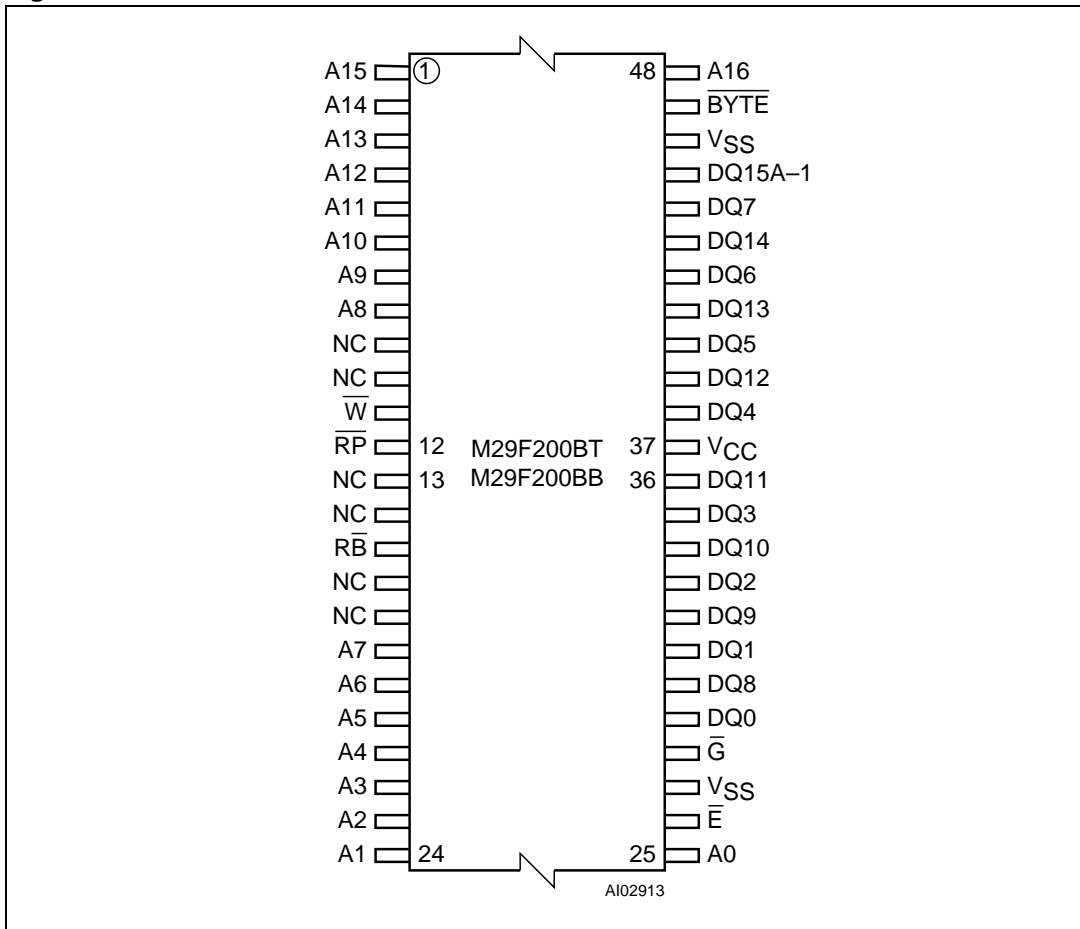 A15 ① 48 A16
A14 B̅Y̅T̅E̅
A13 VSS
A12 DQ15A–1
A11 DQ7
A10 DQ14
A9 DQ6
A8 DQ13
NC DQ5
NC DQ12
W̅ DQ4
R̅P̅ 12 M29F200BT 37 VCC
NC 13 M29F200BB 36 DQ11
NC DQ3
RB̅ DQ10
NC DQ2
NC DQ9
A7 DQ1
A6 DQ8
A5 DQ0
A4 G̅
A3 VSS
A2 E̅
A1 24 25 A0
AI02913